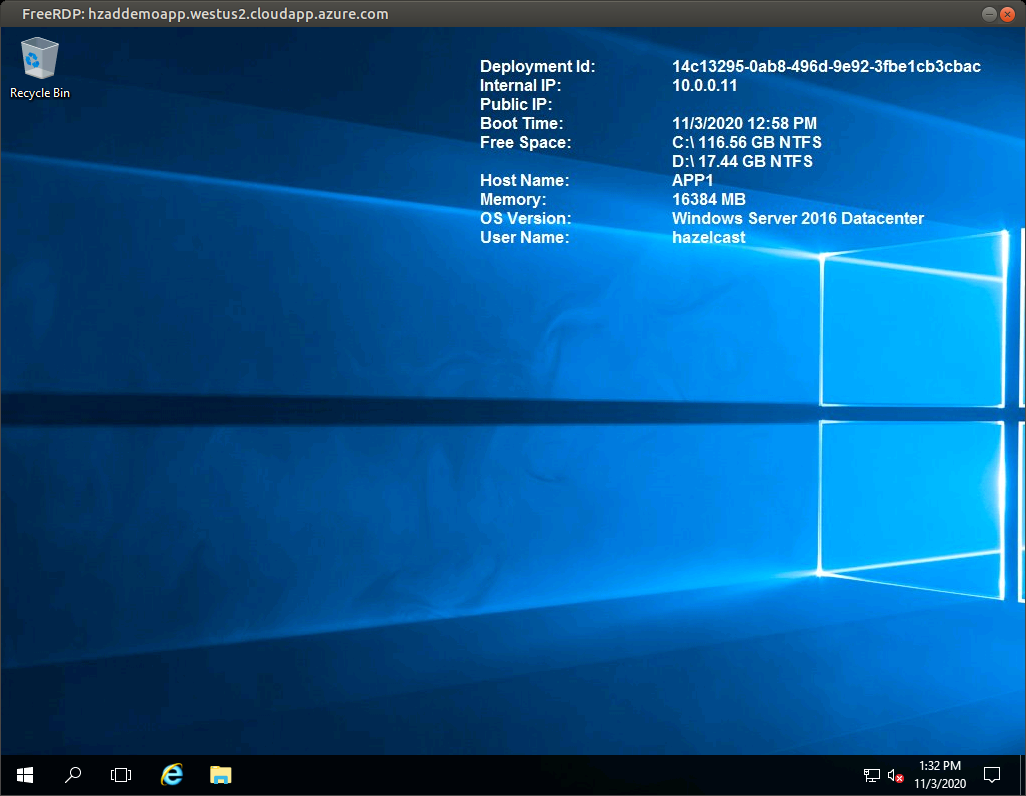 FreeRDP: hzaddemoapp.westus2.cloudapp.azure.com
Recycle Bin
Deployment Id: 14c13295-0ab8-496d-9e92-3fbe1cb3cbac
Internal IP: 10.0.0.11
Public IP:
Boot Time: 11/3/2020 12:58 PM
Free Space: C:\ 116.56 GB NTFS
D:\ 17.44 GB NTFS
Host Name: APP1
Memory: 16384 MB
OS Version: Windows Server 2016 Datacenter
User Name: hazelcast
1:32 PM
11/3/2020